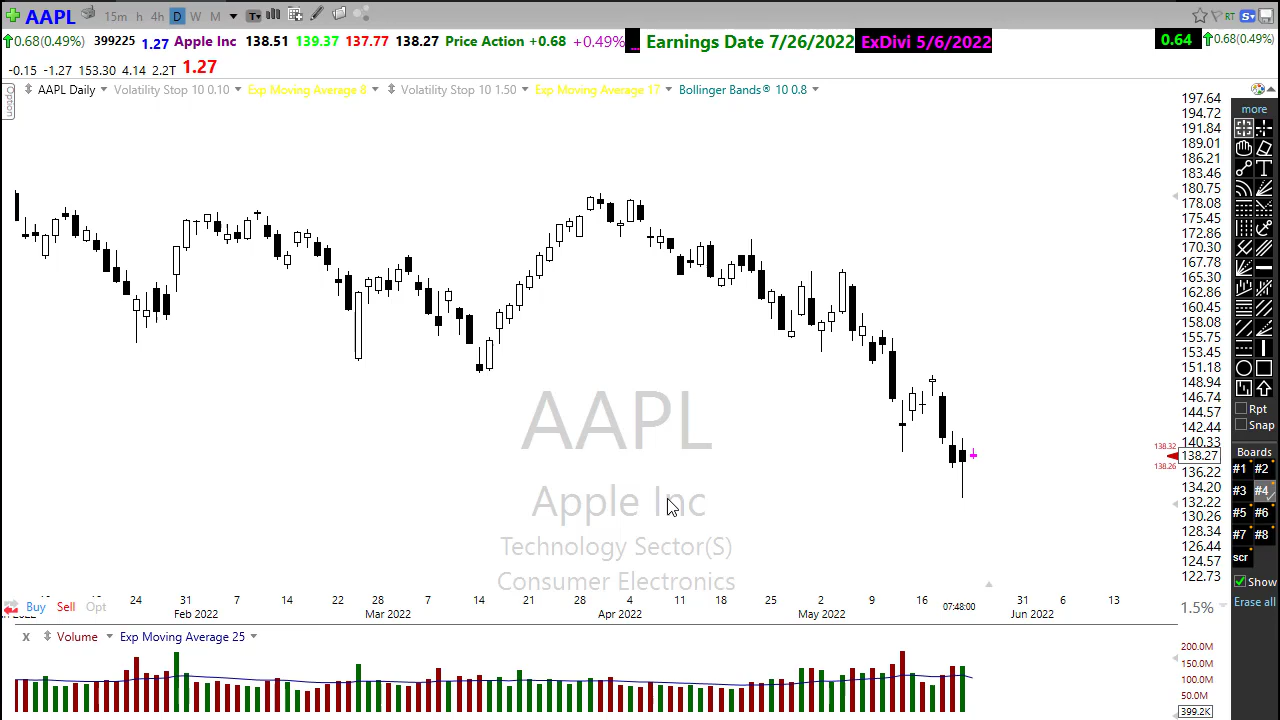 AAPL 15m h 4h D W M T
S RT
0.68(0.49%) 399225 1.27 Apple Inc 138.51 139.37 137.77 138.27 Price Action +0.68 +0.49% ... Earnings Date 7/26/2022 ExDivi 5/6/2022 0.64 0.68(0.49%)
-0.15 -1.27 153.30 4.14 2.2T 1.27
Option
AAPL Daily Volatility Stop 10 0.10 Exp Moving Average 8 Volatility Stop 10 1.50 Exp Moving Average 17 Bollinger Bands® 10 0.8
197.64
194.72
191.84
189.01
186.21
183.46
180.75
178.08
175.45
172.86
170.30
167.78
165.30
162.86
160.45
158.08
155.75
153.45
151.18
148.94
146.74
144.57
142.44
140.33
138.32
138.27
138.26
136.22
134.20
132.22
130.26
128.34
126.44
124.57
122.73
more
T
Rpt
Snap
Boards
#1 #2
#3 #4
#5 #6
#7 #8
scr
Show
Erase all
AAPL
Apple Inc
Technology Sector(S)
Consumer Electronics
Buy Sell Opt
24 31 7 14 22 7 14 21 28 4 11 18 25 2 9 16 07:48:00 31 6 13
Feb 2022 Mar 2022 Apr 2022 May 2022 Jun 2022
1.5%
X Volume Exp Moving Average 25
200.0M
150.0M
100.0M
50.0M
399.2K